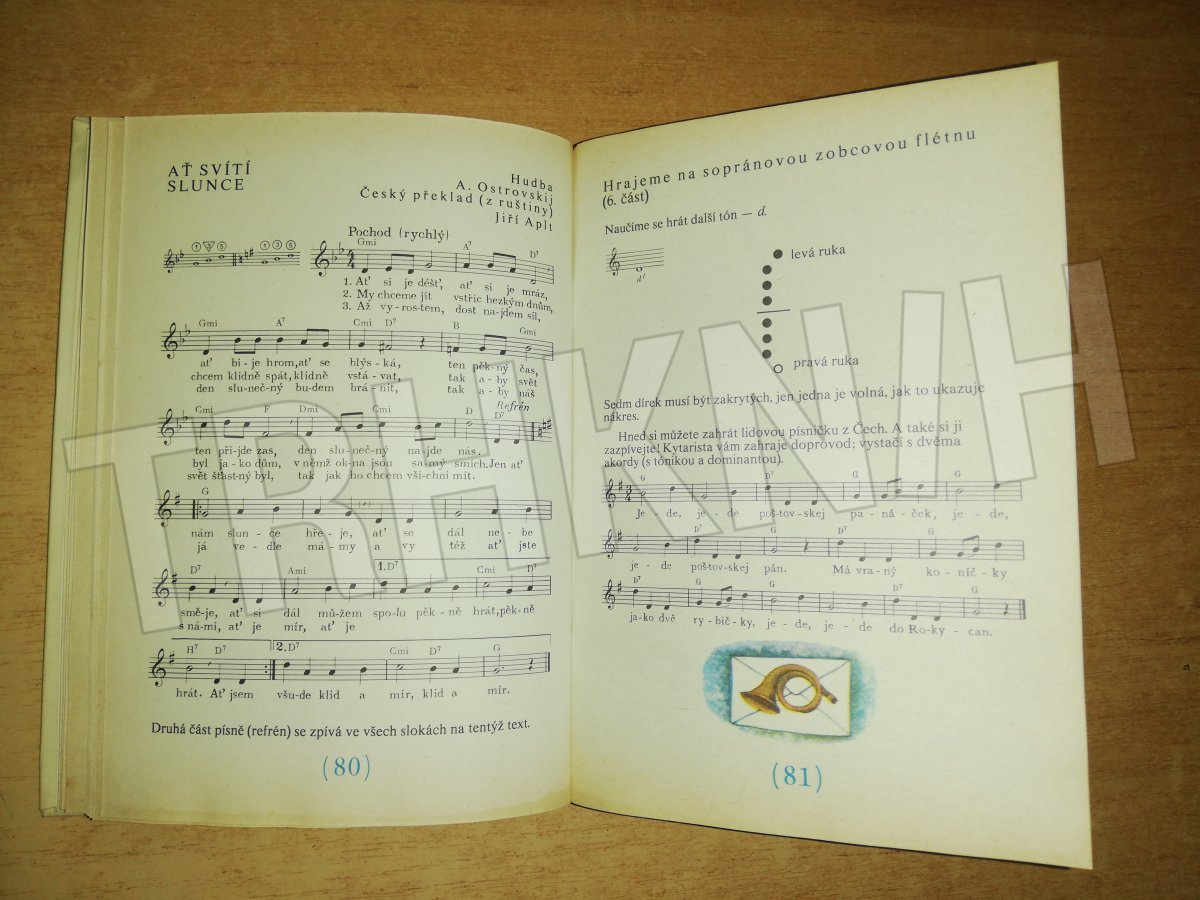 AŤ SVÍTÍ
SLUNCE
Hudba
A. Ostrovskij
Český překlad (z ruštiny)
Jiří Aplt
Pochod (rychlý)
1 3 5 1 3 5
Gmi A7 D7
1. Ať si je déšť, ať si je mráz,
2. My chceme jít vstříc hezkým dnům,
3. Až vy-ros-tem, dost na-jdem sil,
Gmi A7 Cmi D7 B Gmi
ať bi-je hrom, ať se blýs-ká, ten pěk-ný čas,
chcem klidně spát, klidně vstá-vat, tak a-by svět
den slu-neč-ný budem brá-nit, tak a-by náš
Refrén
Cmi F Dmi Cmi D D7
ten při-jde zas, den slu-neč-ný na-jde nás,
byl ja-ko dům, v němž ok-na jsou sa-mý smích. Jen ať
svět šťast-ný byl, tak jak ho chcem vši-chni mít.
G
nám slun-ce hře-je, ať se dál ne-be
já ve-dle má-my a vy též ať jste
D7 Ami 1. D7 Cmi D7
smě-je, ať si dál mů-žem spo-lu pěk-ně hrát, pěk-ně
s ná-mi, ať je mír, ať je
H7 D7 2. D7 Cmi D7 G
hrát. Ať jsem všu-de klid a mír, klid a mír.
Druhá část písně (refrén) se zpívá ve všech slokách na tentýž text.
(80)
Hrajeme na sopránovou zobcovou flétnu
(6. část)
Naučíme se hrát další tón — d.
d1
levá ruka
pravá ruka
Sedm dírek musí být zakrytých, jen jedna je volná, jak to ukazuje
nákres.
Hned si můžete zahrát lidovou písničku z Čech. A také si ji
zazpívejte! Kytarista vám zahraje doprovod; vystačí s dvěma
akordy (s tónikou a dominantou).
G D7 G
Je-de, je-de poš-tov-skej pa-ná-ček, je-de,
D7 G D7 G
je-de poš-tov-skej pán. Má vra-ný ko-níč-ky
D7 G D7 G
ja-ko dvě ry-bič-ky, je-de, je-de do Ro-ky-can.
(81)
TRHKNIH